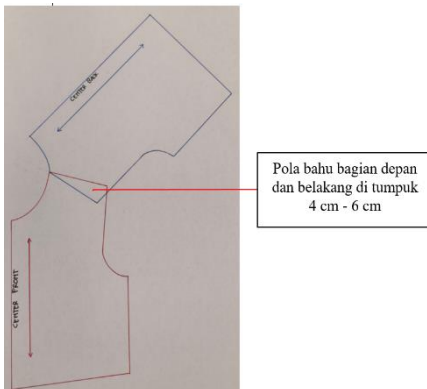 CENTER BACK
Pola bahu bagian depan
dan belakang di tumpuk
4 cm - 6 cm
CENTER FRONT